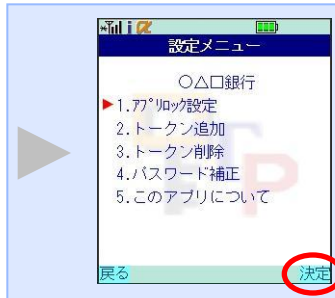 設定メニュー
○△□銀行
1.ｱﾌﾟﾘﾛｯｸ設定
2.トークン追加
3.トークン削除
4.パスワード補正
5.このアプリについて
戻る 決定